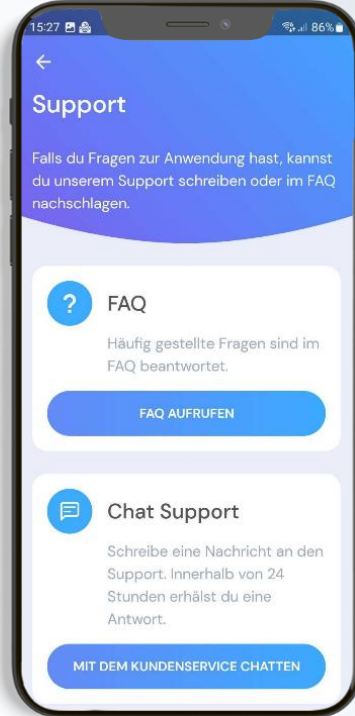 15:27 86%
Support
Falls du Fragen zur Anwendung hast, kannst
du unserem Support schreiben oder im FAQ
nachschlagen.
?
FAQ
Häufig gestellte Fragen sind im
FAQ beantwortet.
FAQ AUFRUFEN
Chat Support
Schreibe eine Nachricht an den
Support. Innerhalb von 24
Stunden erhälst du eine
Antwort.
MIT DEM KUNDENSERVICE CHATTEN